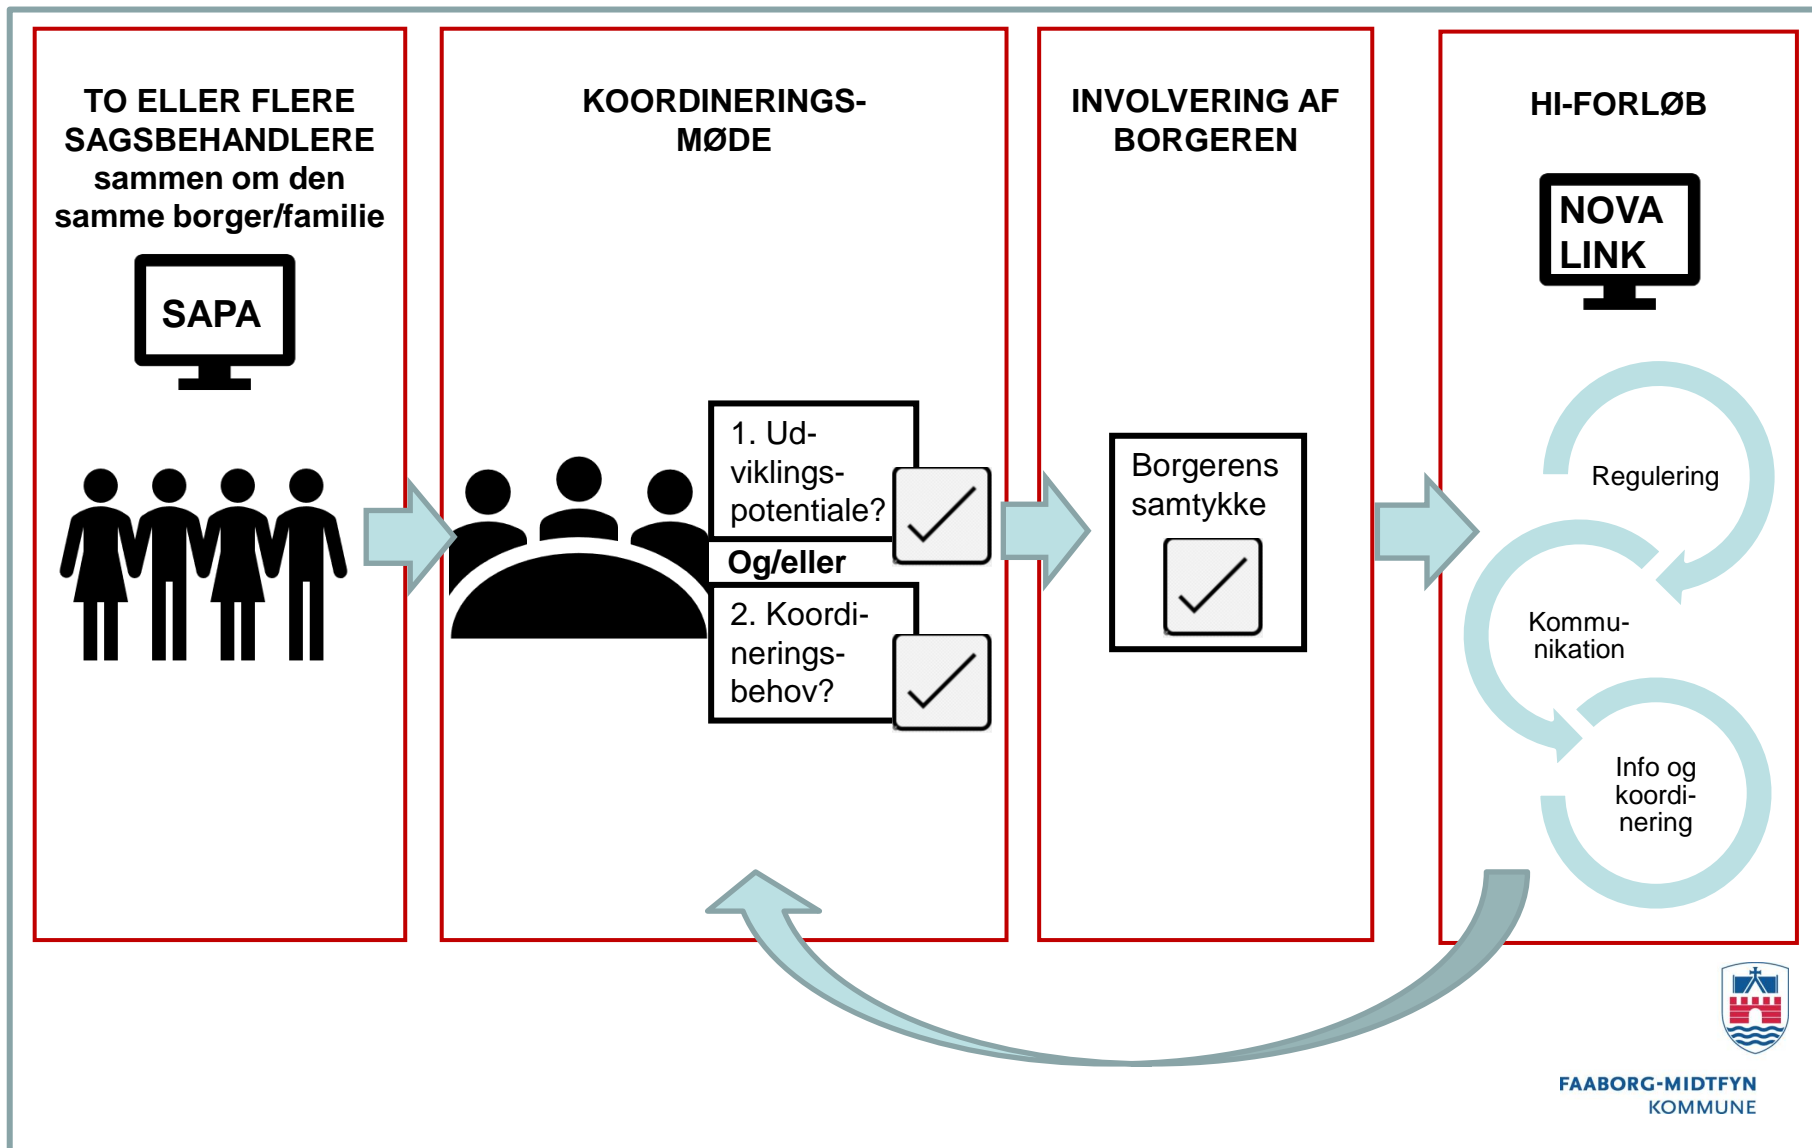 TO ELLER FLERE
SAGSBEHANDLERE
sammen om den
samme borger/familie
SAPA
KOORDINERINGS-
MØDE
1. Ud-
viklings-
potentiale?
Og/eller
2. Koordi-
nerings-
behov?
INVOLVERING AF
BORGEREN
Borgerens
samtykke
HI-FORLØB
NOVA
LINK
Regulering
Kommu-
nikation
Info og
koordi-
nering
FAABORG-MIDTFYN
KOMMUNE